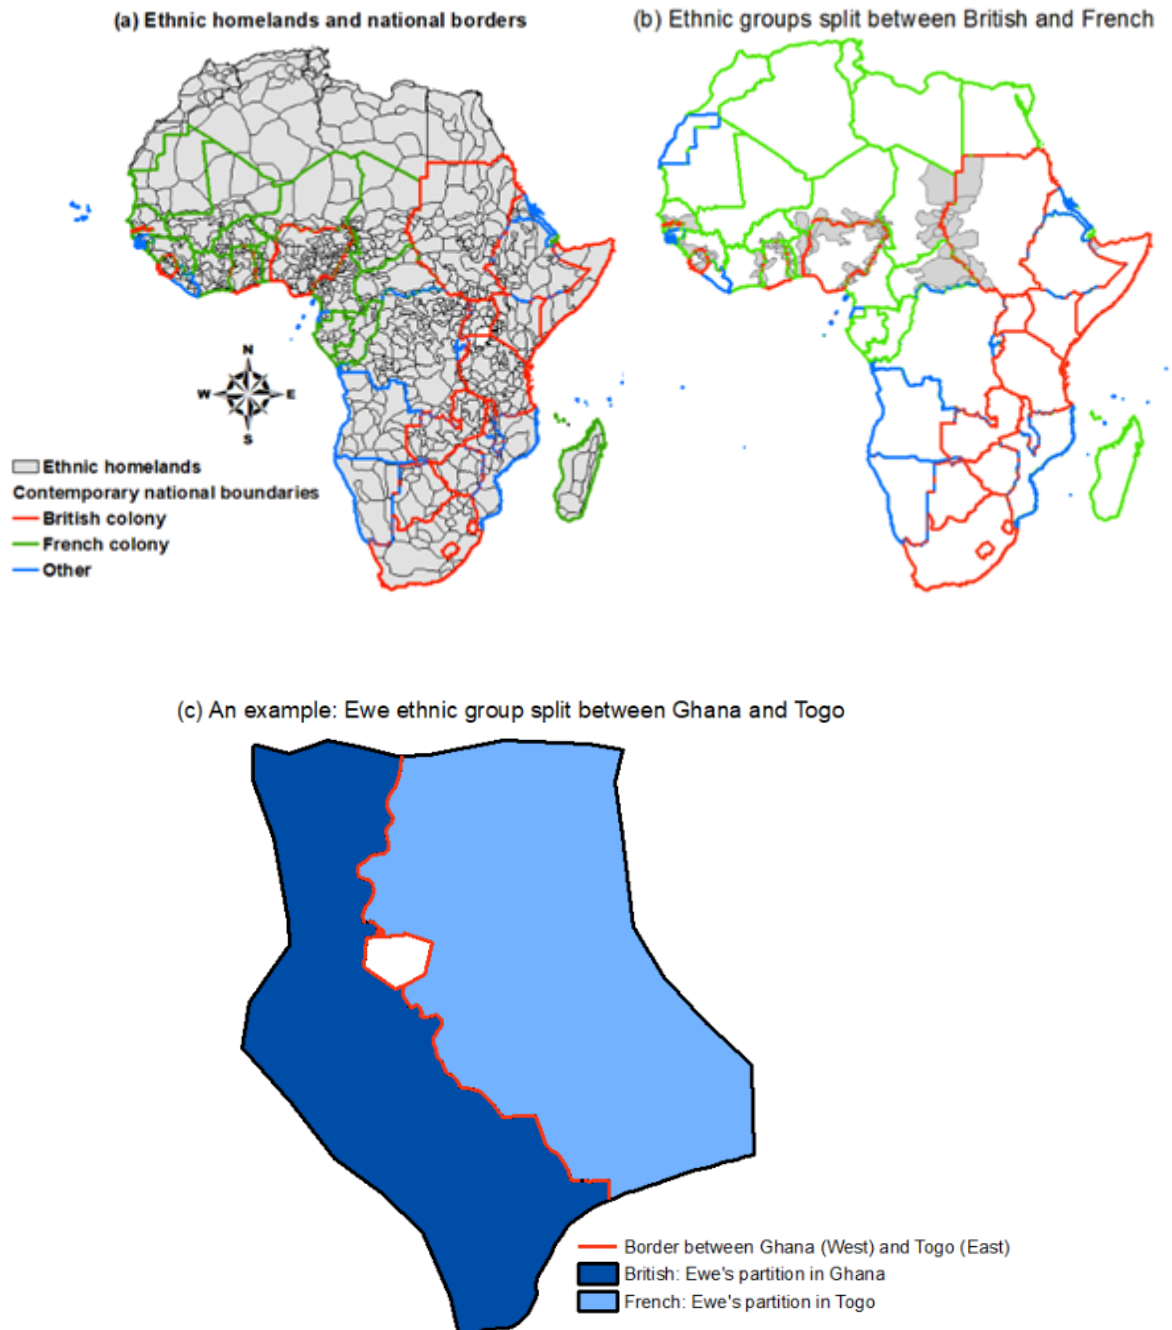 (a) Ethnic homelands and national borders
(b) Ethnic groups split between British and French
N
W
E
S
Ethnic homelands
Contemporary national boundaries
British colony
French colony
Other
(c) An example: Ewe ethnic group split between Ghana and Togo
Border between Ghana (West) and Togo (East)
British: Ewe's partition in Ghana
French: Ewe's partition in Togo